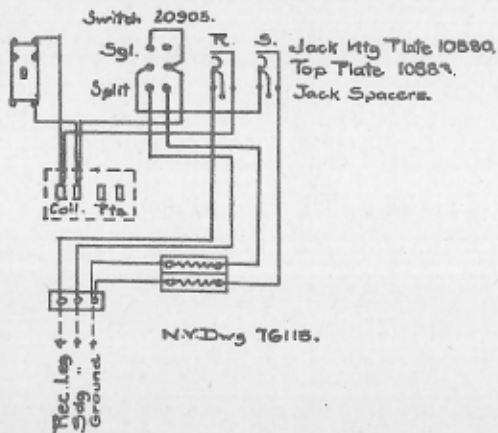 Switch 20905.
R. S.
Sgl.
Split
Jack Mtg Plate 10880,
Top Plate
Jack Spacers.
Coil. Pts
N.Y. Dwg 76115.
Rec. Leg
Sdg "
Ground